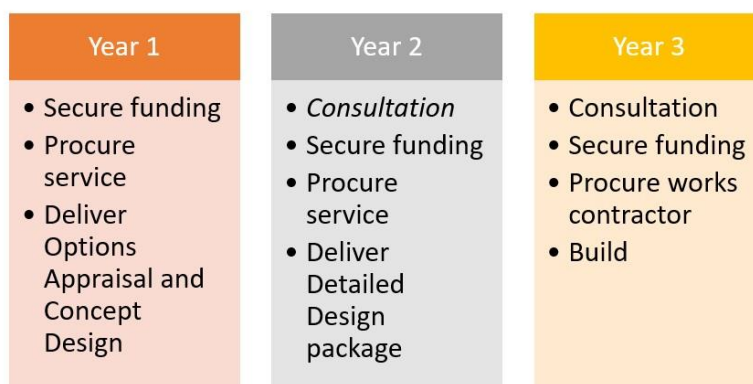 Year 1
• Secure funding
• Procure
service
• Deliver
Options
Appraisal and
Concept
Design
Year 2
• Consultation
• Secure funding
• Procure
service
• Deliver
Detailed
Design
package
Year 3
• Consultation
• Secure funding
• Procure works
contractor
• Build